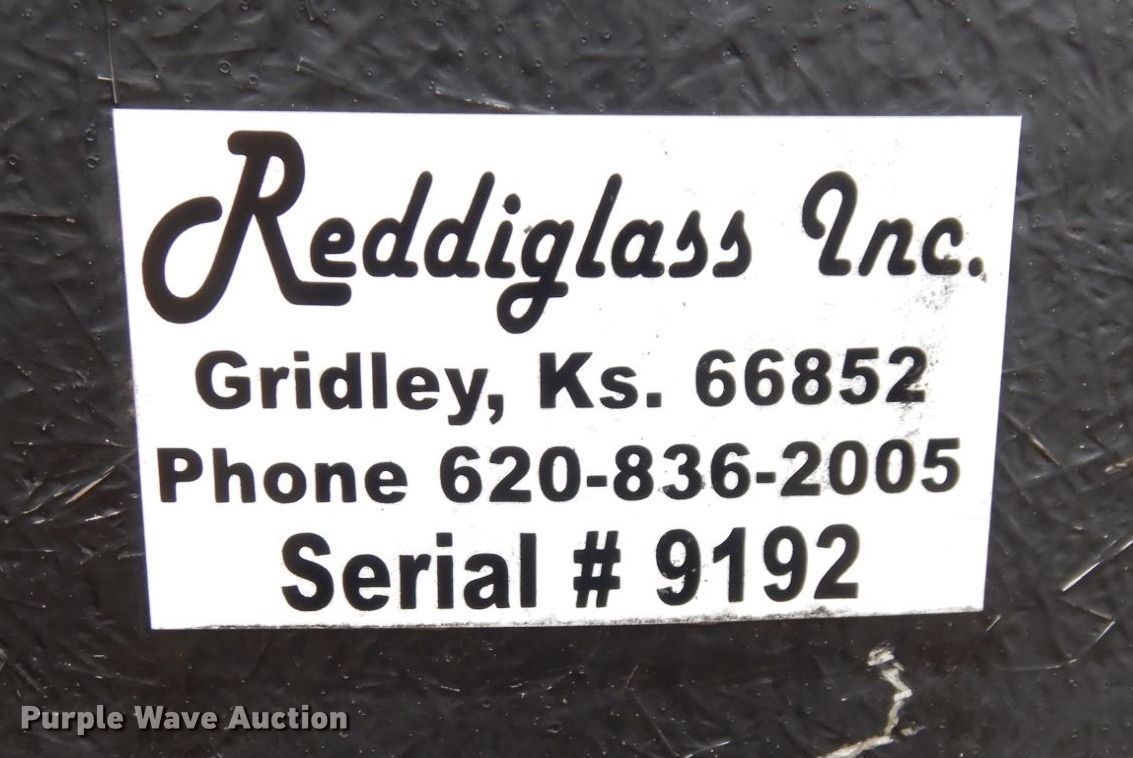 Reddiglass Inc.
Gridley, Ks. 66852
Phone 620-836-2005
Serial # 9192
Purple Wave Auction